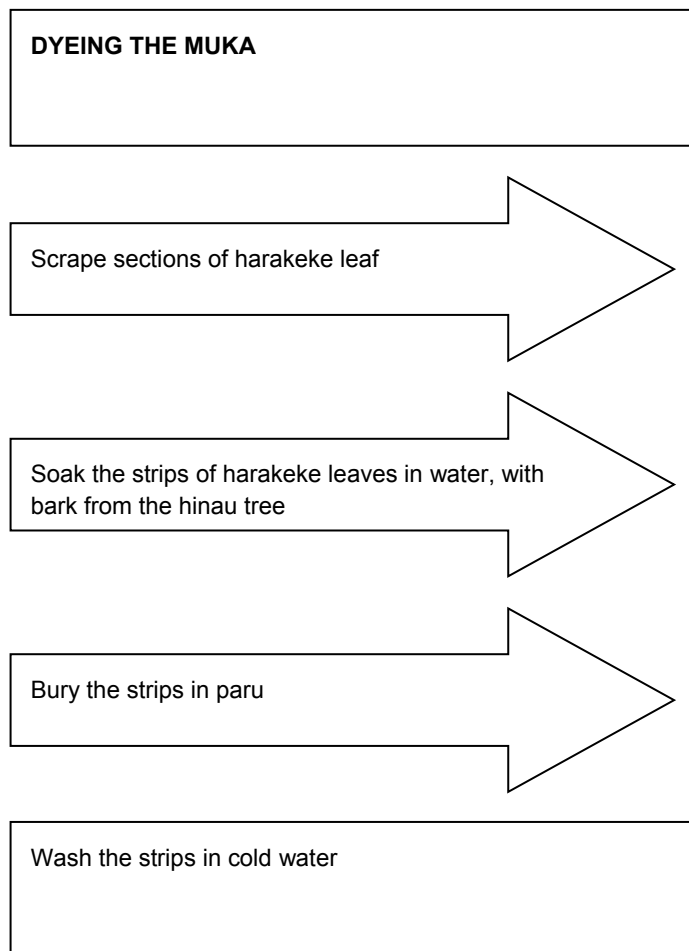 DYEING THE MUKA
Scrape sections of harakeke leaf
Soak the strips of harakeke leaves in water, with
bark from the hinau tree
Bury the strips in paru
Wash the strips in cold water